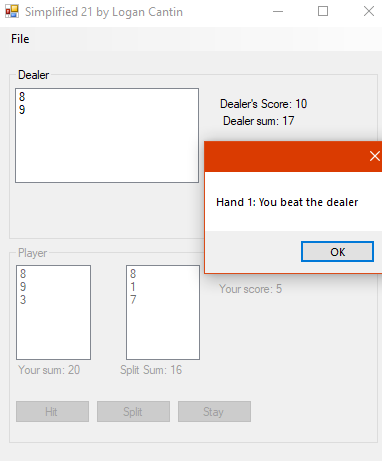 Simplified 21 by Logan Cantin
File
Dealer
8
9
Dealer's Score: 10
Dealer sum: 17
Hand 1: You beat the dealer
OK
Player
8
9
3
8
1
7
Your score: 5
Your sum: 20
Split Sum: 16
Hit
Split
Stay